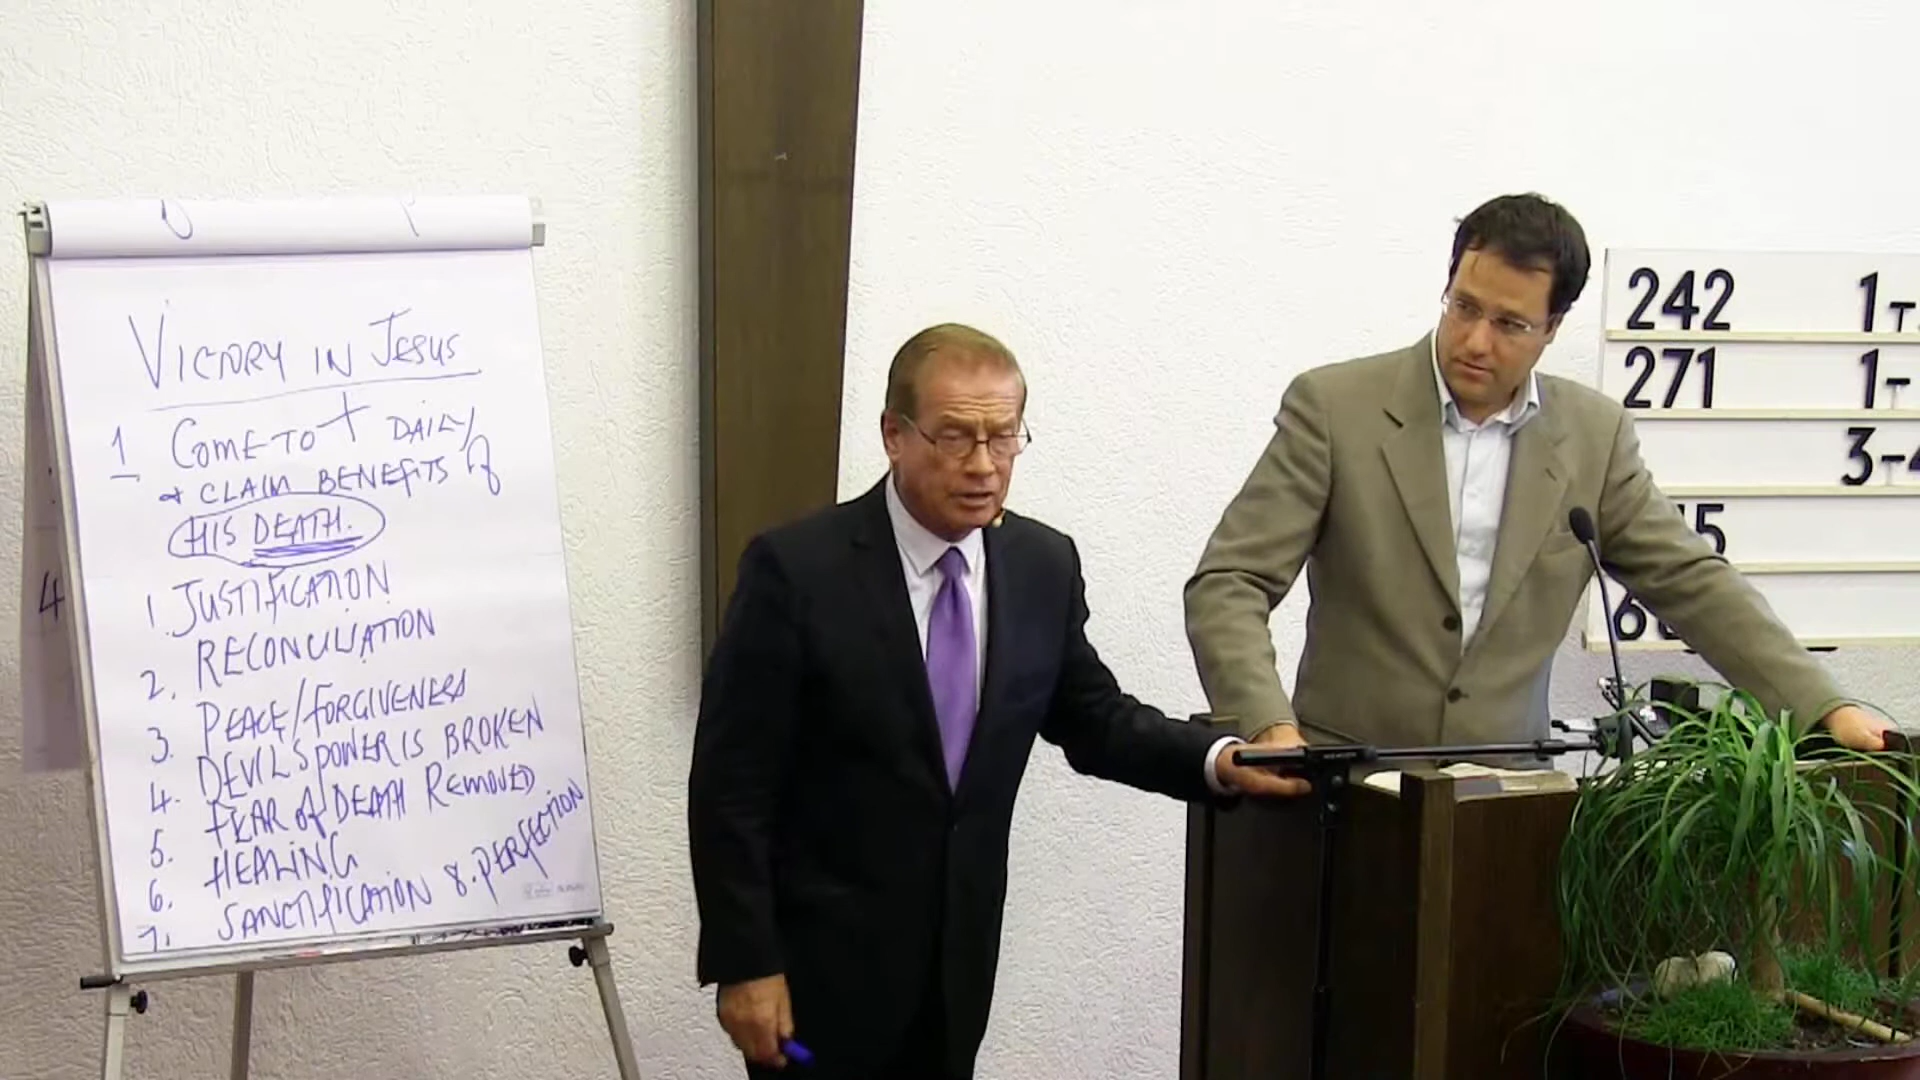 VICTORY IN JESUS
1 COME TO † DAILY
& CLAIM BENEFITS of
HIS DEATH.
1. JUSTIFICATION
2. RECONCILIATION
3. PEACE/FORGIVENESS
4. DEVIL'S POWER IS BROKEN
5. FEAR of DEATH REMOVED
6. HEALING
7. SANCTIFICATION 8. PERFECTION
4
242 1-
271 1-
3-4